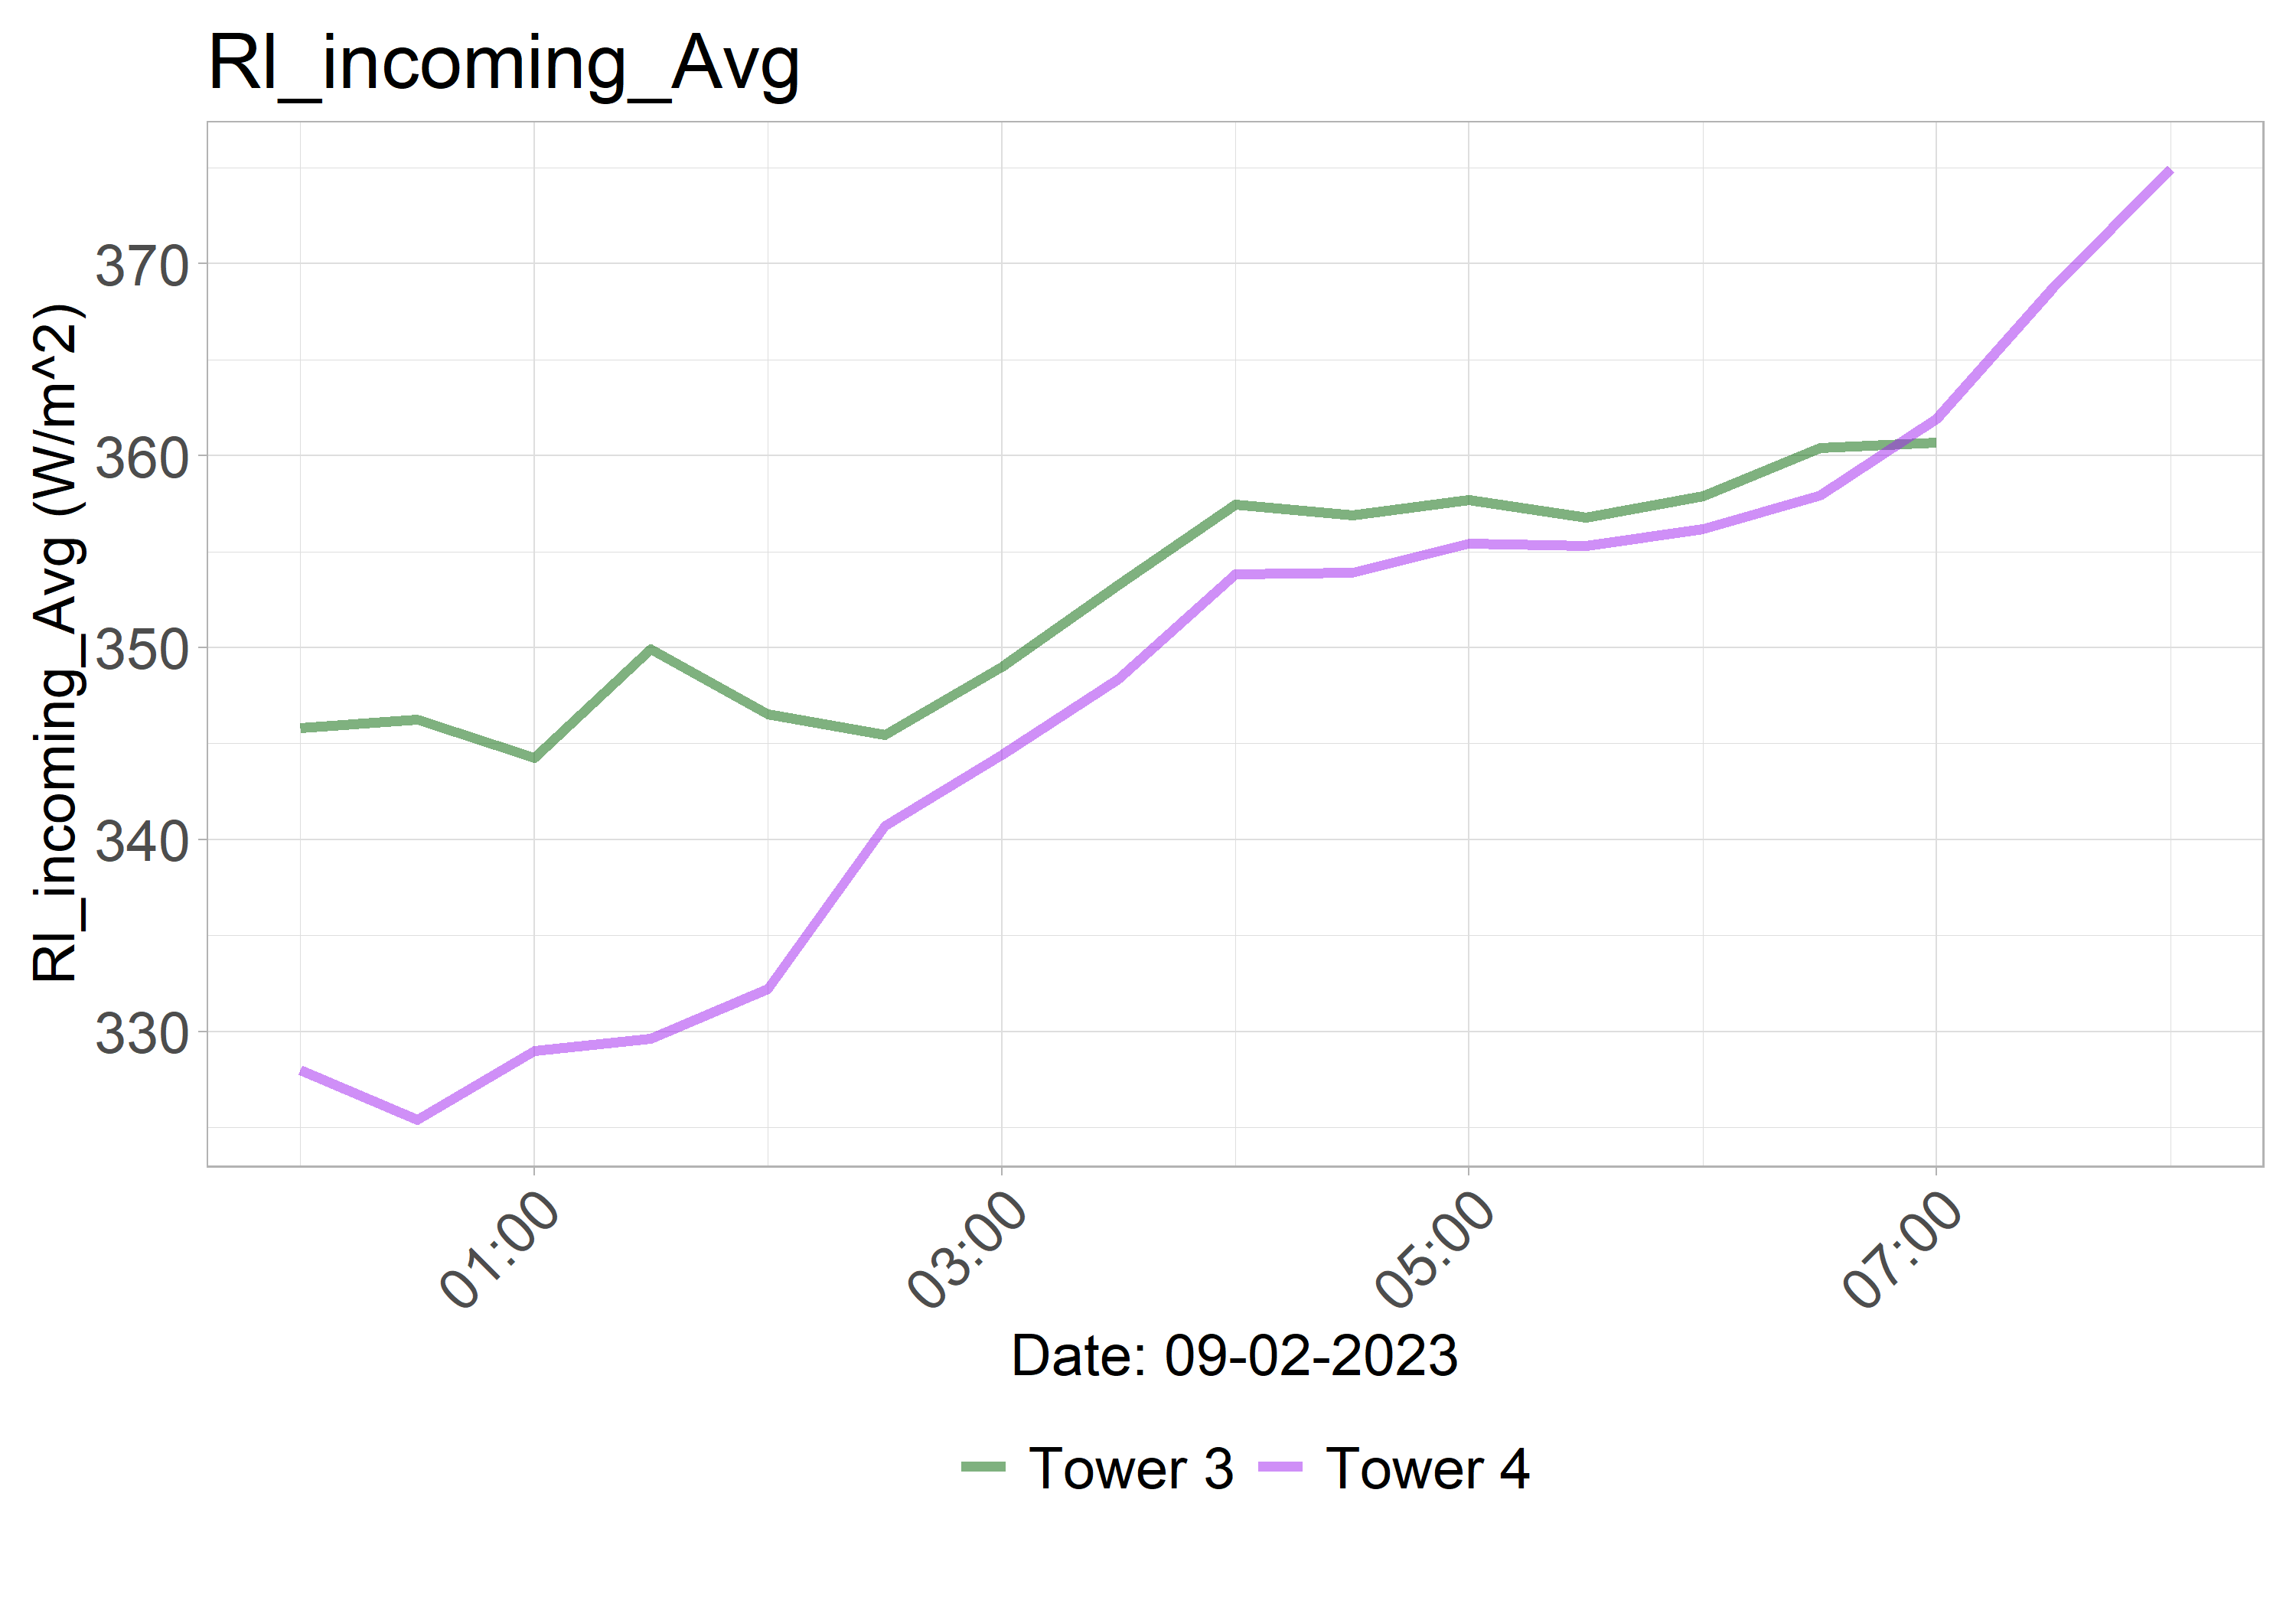 Rl_incoming_Avg
Rl_incoming_Avg (W/m^2)
370
360
350
340
330
01:00
03:00
05:00
07:00
Date: 09-02-2023
Tower 3
Tower 4